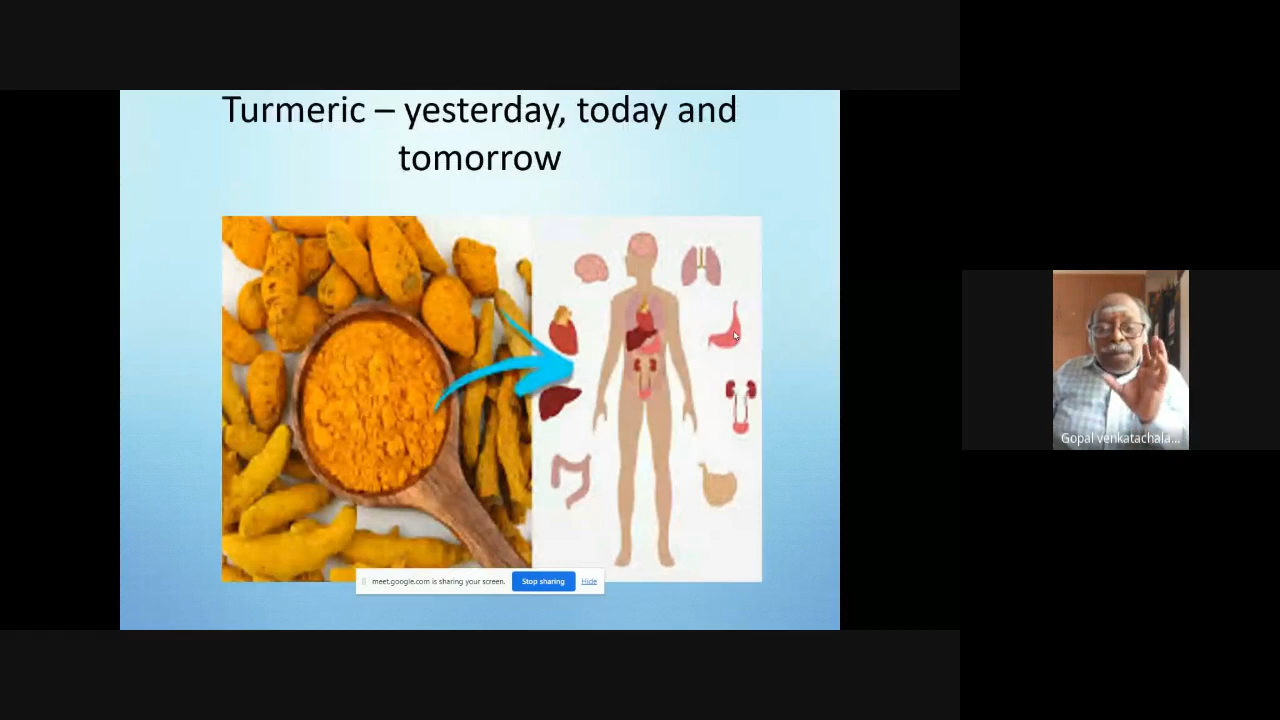 Turmeric – yesterday, today and
tomorrow
meet.google.com is sharing your screen. Stop sharing Hide
Gopal venkatachala...